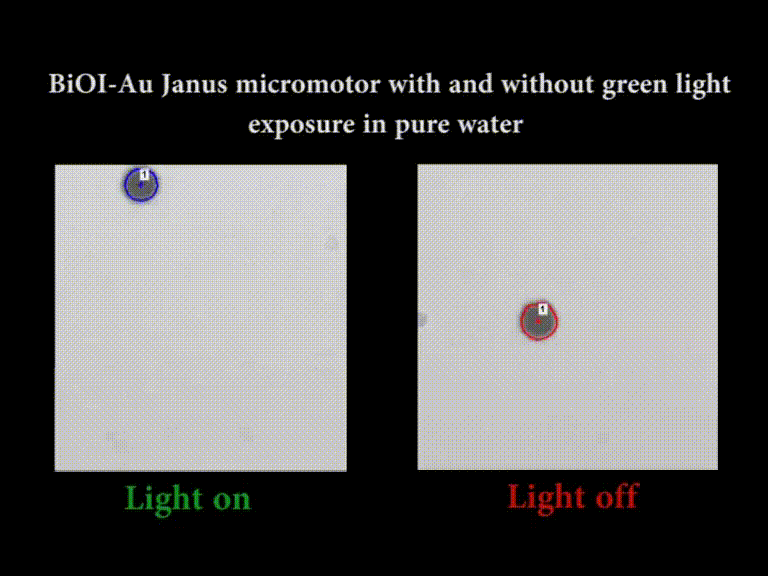 BiOI-Au Janus micromotor with and without green light
exposure in pure water
1
1
Light on
Light off